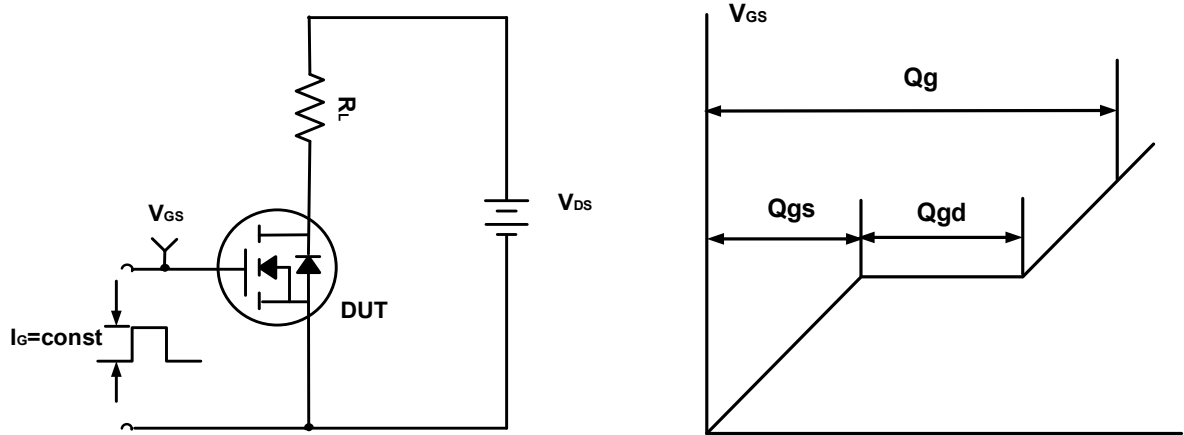 RL
VGS
VDS
DUT
IG=const
VGS
Qg
Qgs
Qgd